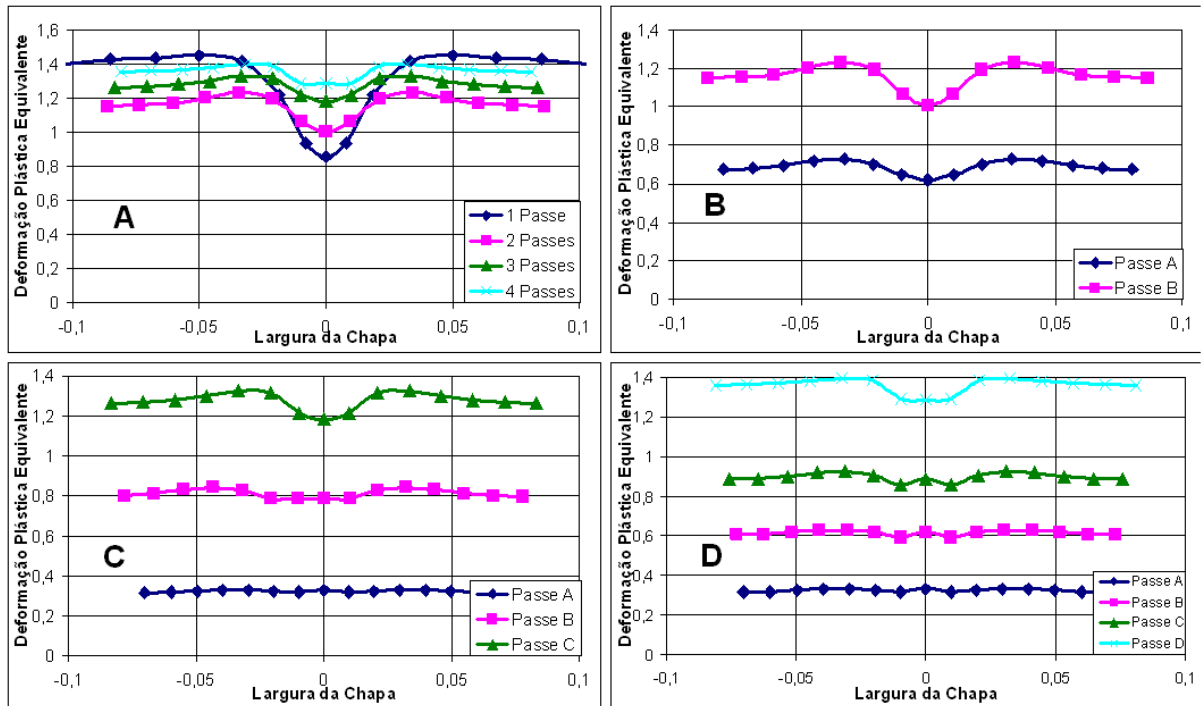 Deformação Plástica Equivalente
1,6
1,4
1,2
1
0,8
0,6
0,4
0,2
0
-0,1
-0,05
0
0,05
0,1
Largura da Chapa
A
1 Passe
2 Passes
3 Passes
4 Passes
Deformação Plástica Equivalente
1,4
1,2
1
0,8
0,6
0,4
0,2
0
-0,1
-0,05
0
0,05
0,1
Largura da Chapa
B
Passe A
Passe B
Deformação Plástica Equivalente
1,4
1,2
1
0,8
0,6
0,4
0,2
0
-0,1
-0,05
0
0,05
0,1
Largura da Chapa
C
Passe A
Passe B
Passe C
Deformação Plástica Equivalente
1,4
1,2
1
0,8
0,6
0,4
0,2
0
-0,1
-0,05
0
0,05
0,1
Largura da Chapa
D
Passe A
Passe B
Passe C
Passe D